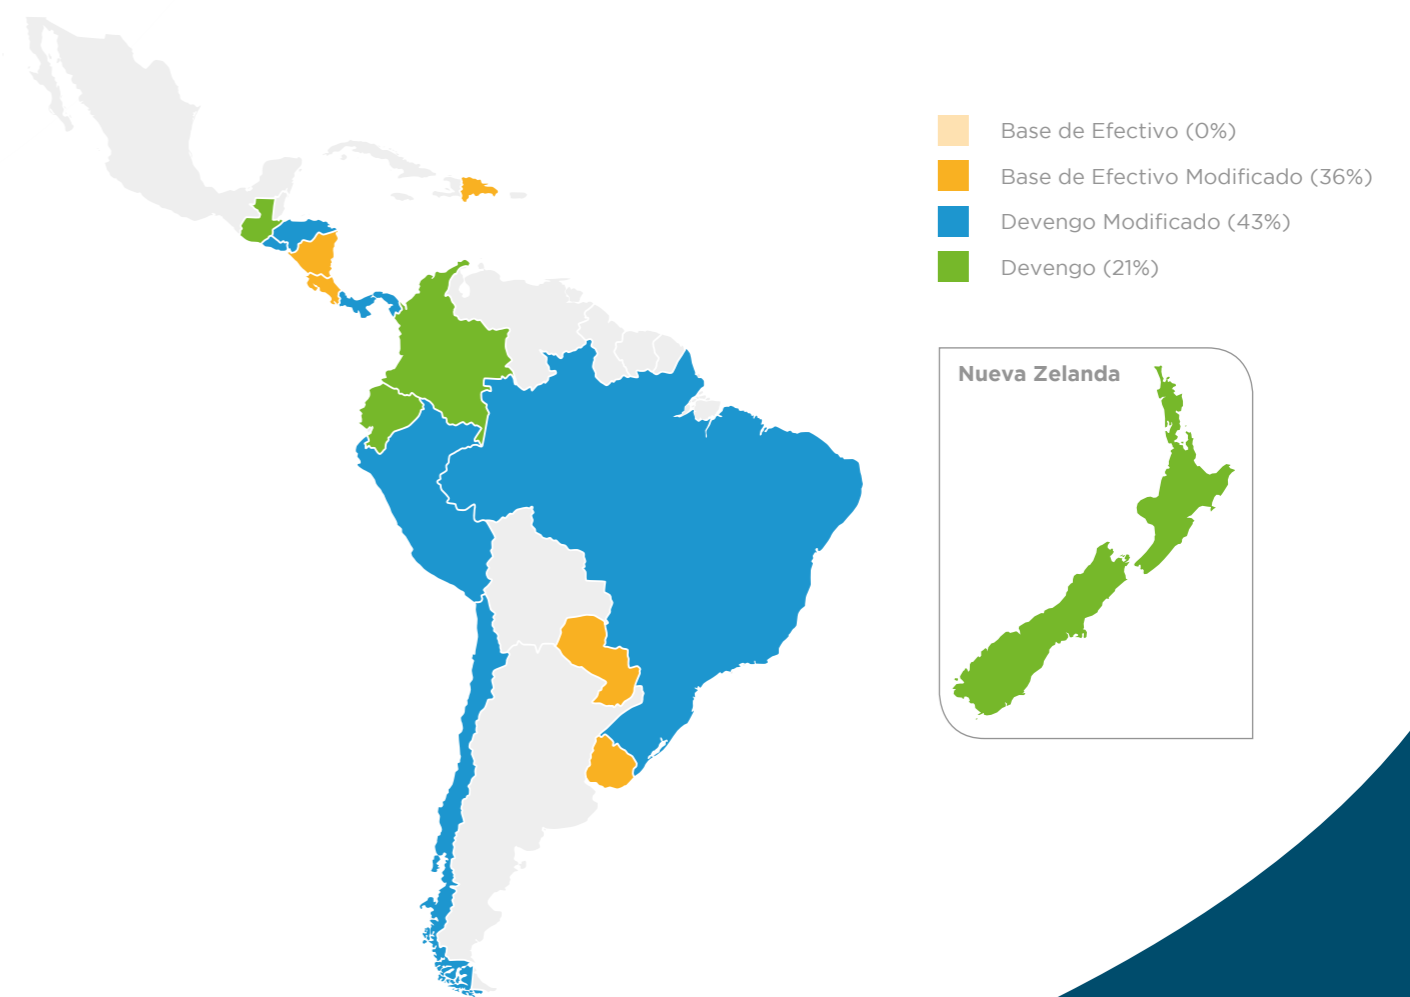 Base de Efectivo (0%)
Base de Efectivo Modificado (36%)
Devengo Modificado (43%)
Devengo (21%)
Nueva Zelanda